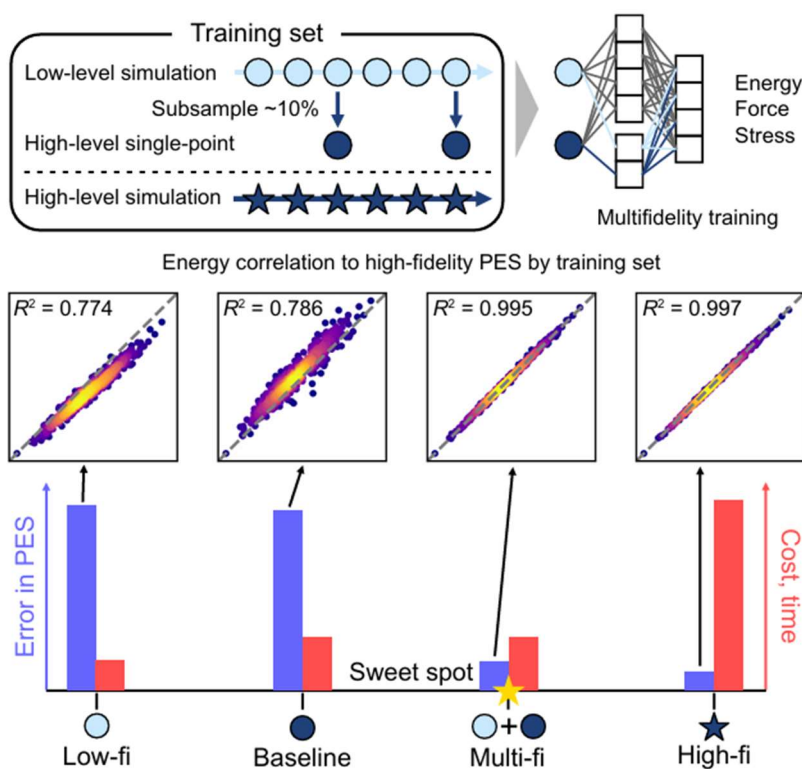 Training set
Low-level simulation
Subsample ~10%
High-level single-point
High-level simulation
Energy
Force
Stress
Multifidelity training
Energy correlation to high-fidelity PES by training set
R² = 0.774
R² = 0.786
R² = 0.995
R² = 0.997
Error in PES
Cost, time
Sweet spot
+
Low-fi
Baseline
Multi-fi
High-fi